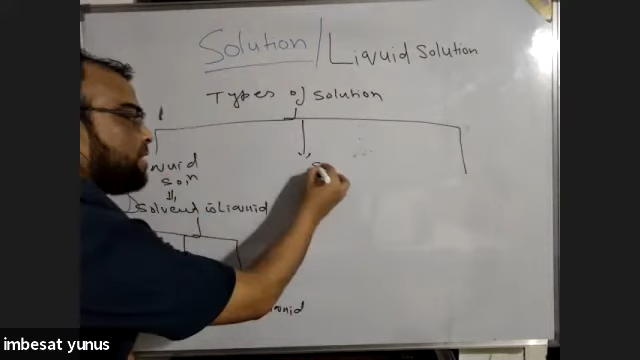 Solution / Liquid Solution
Types of Solution
Solvent is Liquid
imbesat yunus